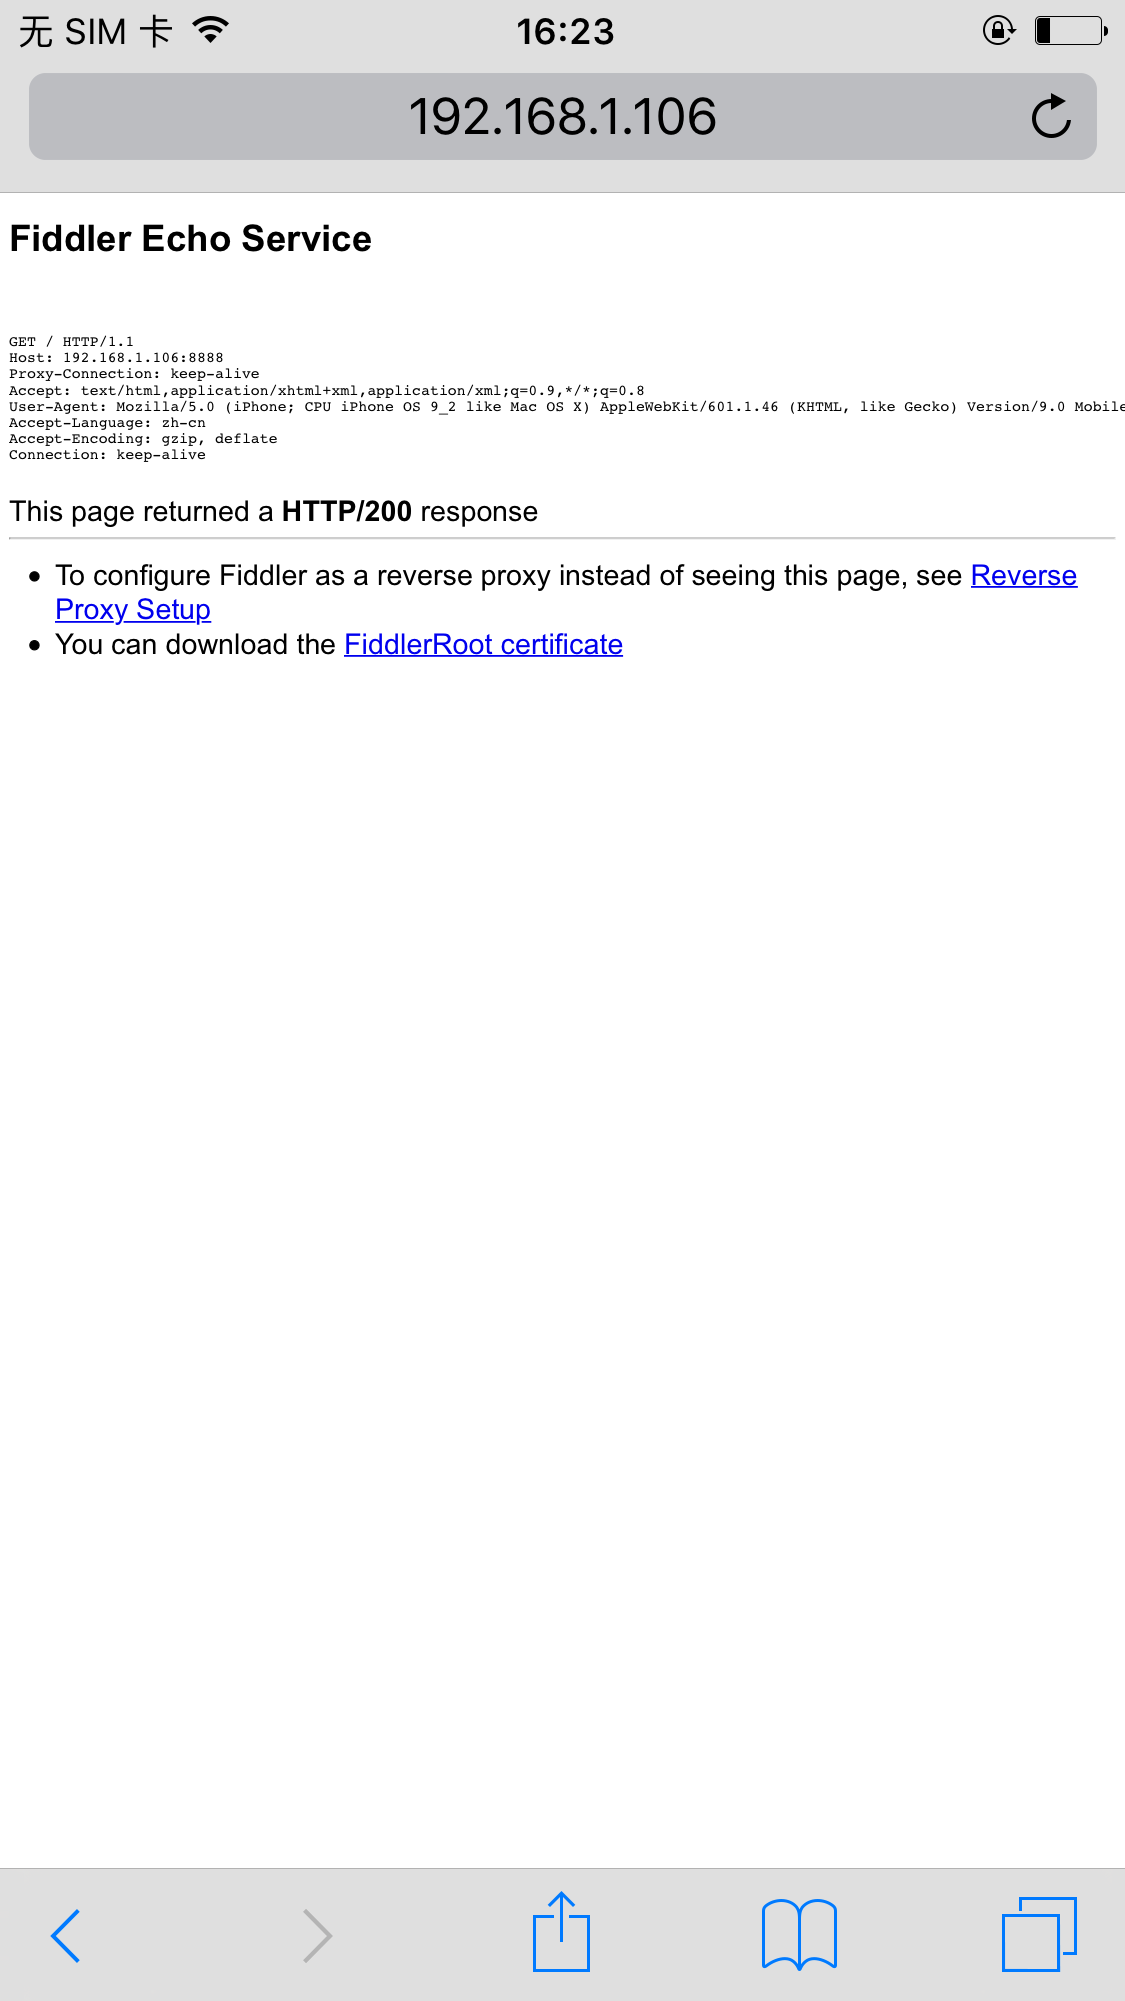 无 SIM 卡 16:23
192.168.1.106
Fiddler Echo Service
GET / HTTP/1.1
Host: 192.168.1.106:8888
Proxy-Connection: keep-alive
Accept: text/html,application/xhtml+xml,application/xml;q=0.9,*/*;q=0.8
User-Agent: Mozilla/5.0 (iPhone; CPU iPhone OS 9_2 like Mac OS X) AppleWebKit/601.1.46 (KHTML, like Gecko) Version/9.0 Mobile
Accept-Language: zh-cn
Accept-Encoding: gzip, deflate
Connection: keep-alive
This page returned a HTTP/200 response
• To configure Fiddler as a reverse proxy instead of seeing this page, see Reverse
Proxy Setup
• You can download the FiddlerRoot certificate